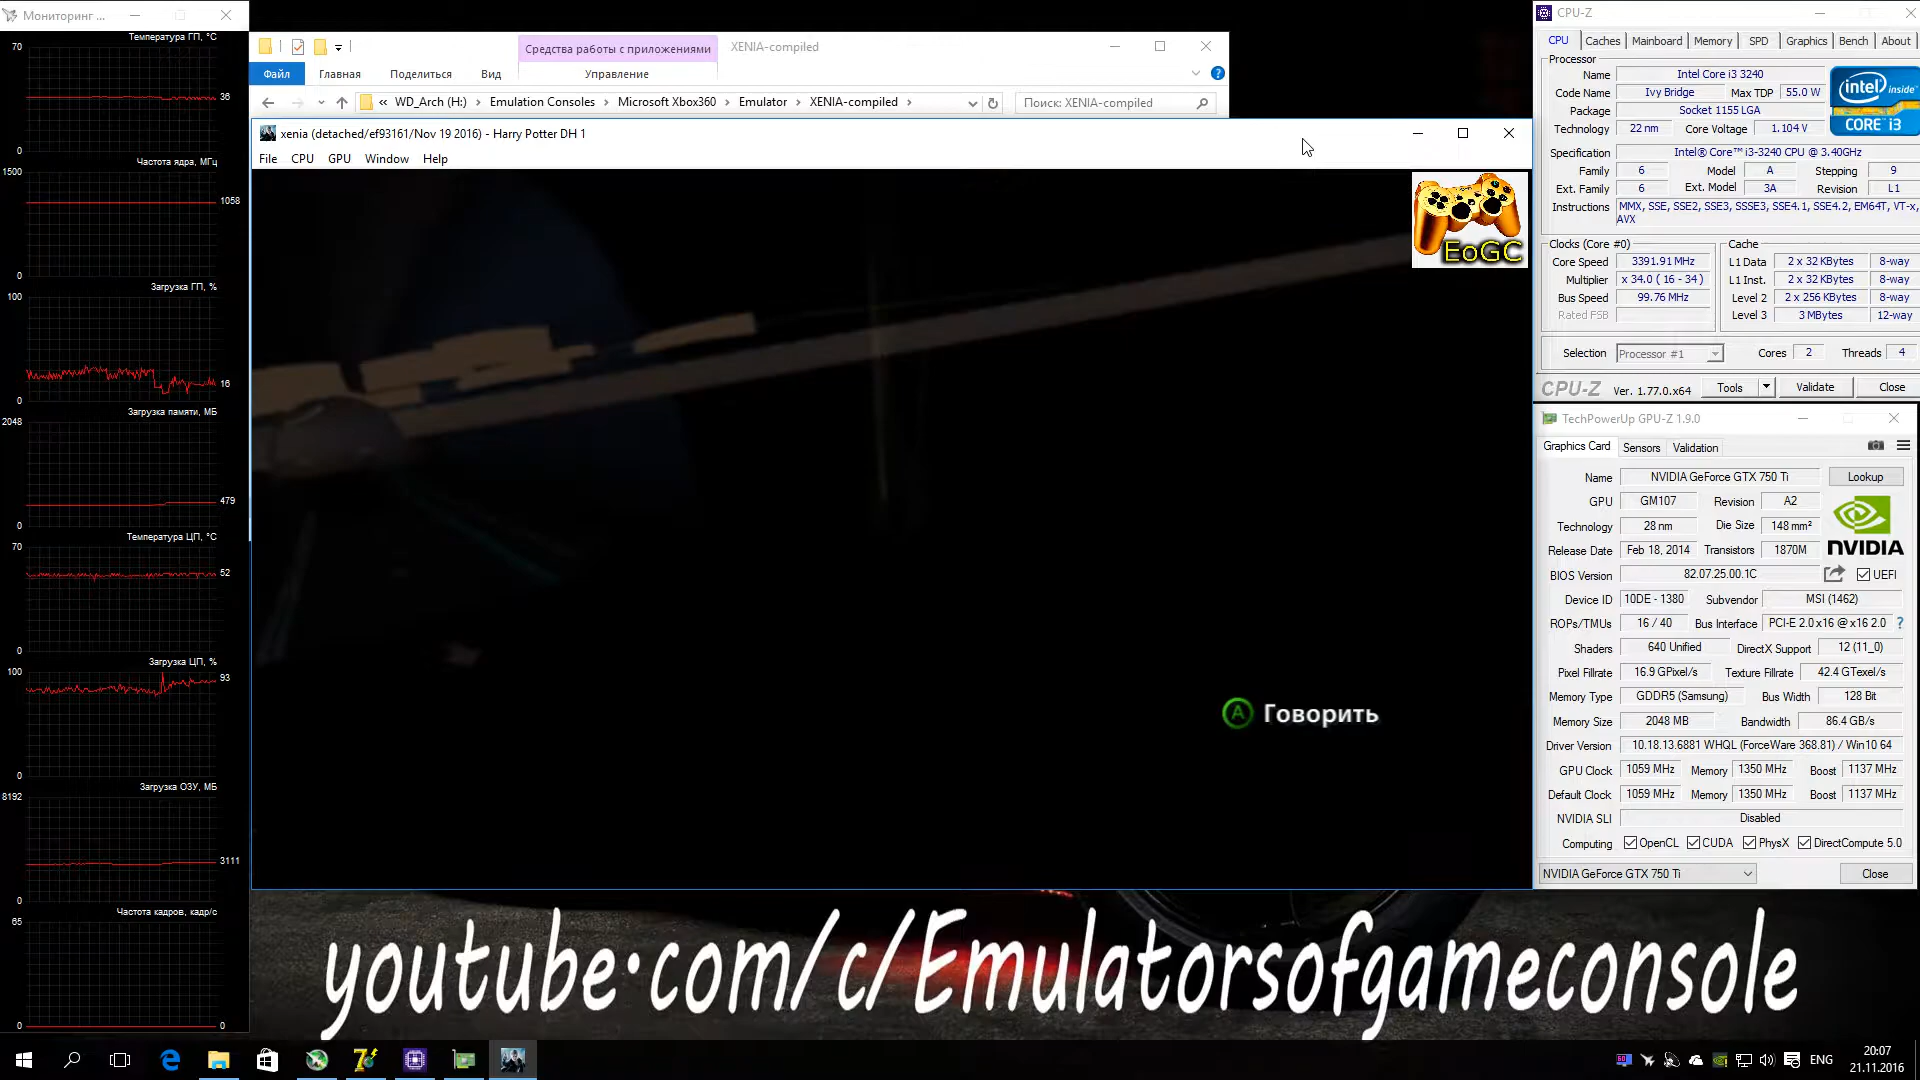 Мониторинг ...
Температура ГП, °C
70
36
0
Частота ядра, МГц
1500
1058
0
Загрузка ГП, %
100
16
0
Загрузка памяти, МБ
2048
479
0
Температура ЦП, °C
70
52
0
Загрузка ЦП, %
100
93
0
Загрузка ОЗУ, МБ
8192
3111
0
Частота кадров, кадр/с
65
0
0
Средства работы с приложениями
XENIA-compiled
Файл
Главная
Поделиться
Вид
Управление
« WD_Arch (H:) › Emulation Consoles › Microsoft Xbox360 › Emulator › XENIA-compiled ›
Поиск: XENIA-compiled
xenia (detached/ef93161/Nov 19 2016) - Harry Potter DH 1
File CPU GPU Window Help
EoGC
A Говорить
CPU-Z
CPU Caches Mainboard Memory SPD Graphics Bench About
Processor
Name Intel Core i3 3240
Code Name Ivy Bridge Max TDP 55.0 W
Package Socket 1155 LGA
Technology 22 nm Core Voltage 1.104 V
intel inside™
CORE i3
Specification Intel® Core™ i3-3240 CPU @ 3.40GHz
Family 6 Model A Stepping 9
Ext. Family 6 Ext. Model 3A Revision L1
Instructions MMX, SSE, SSE2, SSE3, SSSE3, SSE4.1, SSE4.2, EM64T, VT-x,
AVX
Clocks (Core #0)
Core Speed 3391.91 MHz
Multiplier x 34.0 ( 16 - 34 )
Bus Speed 99.76 MHz
Rated FSB
Cache
L1 Data 2 x 32 KBytes 8-way
L1 Inst. 2 x 32 KBytes 8-way
Level 2 2 x 256 KBytes 8-way
Level 3 3 MBytes 12-way
Selection Processor #1 Cores 2 Threads 4
CPU-Z Ver. 1.77.0.x64 Tools Validate Close
TechPowerUp GPU-Z 1.9.0
Graphics Card Sensors Validation
Name NVIDIA GeForce GTX 750 Ti Lookup
GPU GM107 Revision A2
Technology 28 nm Die Size 148 mm²
Release Date Feb 18, 2014 Transistors 1870M
NVIDIA
BIOS Version 82.07.25.00.1C UEFI
Device ID 10DE - 1380 Subvendor MSI (1462)
ROPs/TMUs 16 / 40 Bus Interface PCI-E 2.0 x16 @ x16 2.0 ?
Shaders 640 Unified DirectX Support 12 (11_0)
Pixel Fillrate 16.9 GPixel/s Texture Fillrate 42.4 GTexel/s
Memory Type GDDR5 (Samsung) Bus Width 128 Bit
Memory Size 2048 MB Bandwidth 86.4 GB/s
Driver Version 10.18.13.6881 WHQL (ForceWare 368.81) / Win10 64
GPU Clock 1059 MHz Memory 1350 MHz Boost 1137 MHz
Default Clock 1059 MHz Memory 1350 MHz Boost 1137 MHz
NVIDIA SLI Disabled
Computing OpenCL CUDA PhysX DirectCompute 5.0
NVIDIA GeForce GTX 750 Ti Close
youtube.com/c/Emulatorsofgameconsole
ENG
20:07
21.11.2016